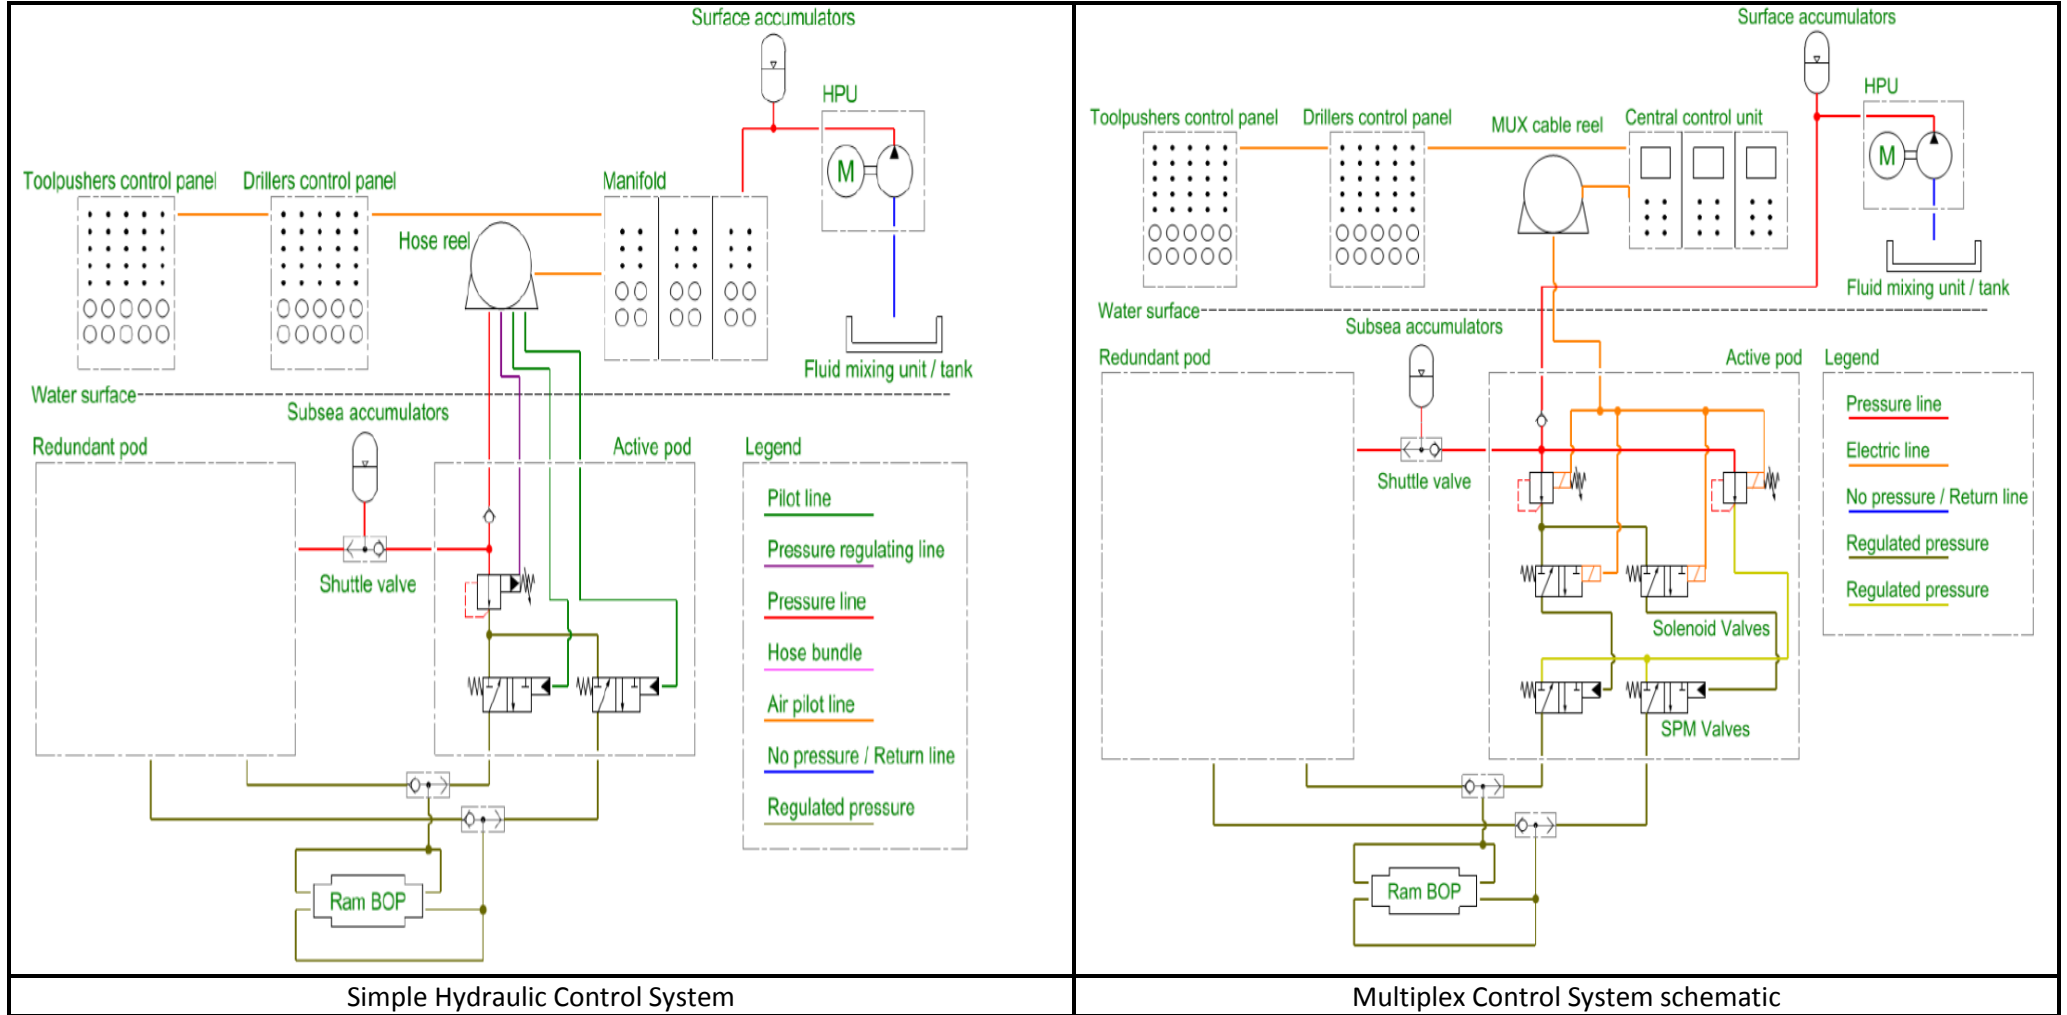 Surface accumulators
HPU
M
Toolpushers control panel
Drillers control panel
Manifold
Hose reel
Fluid mixing unit / tank
Water surface
Subsea accumulators
Redundant pod
Active pod
Legend
Shuttle valve
Pilot line
Pressure regulating line
Pressure line
Hose bundle
Air pilot line
No pressure / Return line
Regulated pressure
Ram BOP
Simple Hydraulic Control System
Surface accumulators
HPU
M
Toolpushers control panel
Drillers control panel
MUX cable reel
Central control unit
Fluid mixing unit / tank
Water surface
Subsea accumulators
Redundant pod
Active pod
Legend
Shuttle valve
Pressure line
Electric line
No pressure / Return line
Regulated pressure
Regulated pressure
Solenoid Valves
SPM Valves
Ram BOP
Multiplex Control System schematic